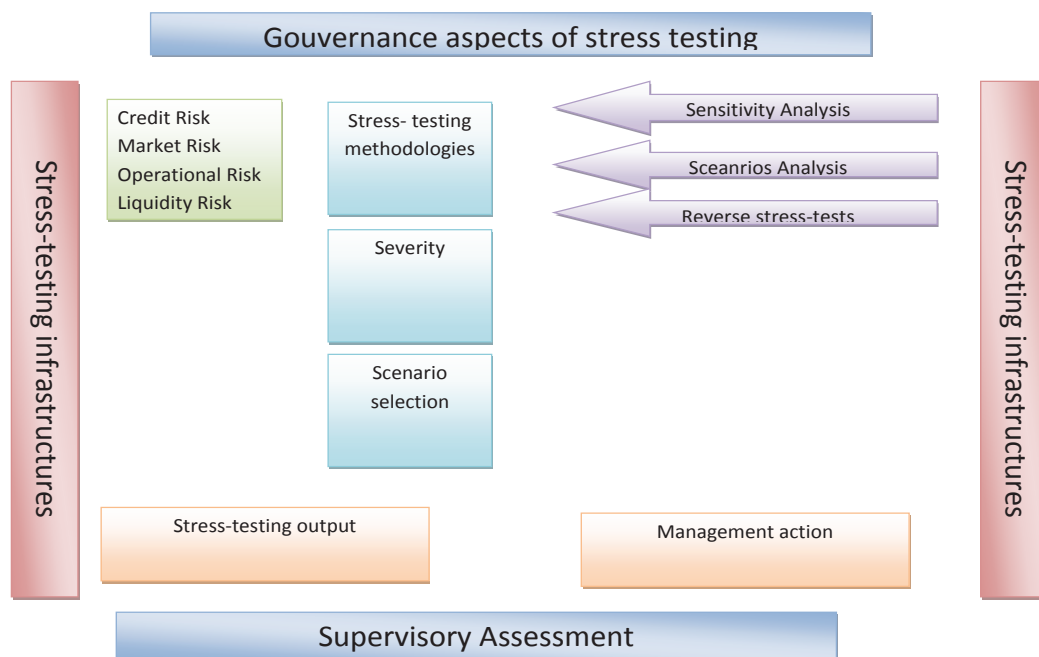 Gouvernance aspects of stress testing
Stress-testing infrastructures
Credit Risk
Market Risk
Operational Risk
Liquidity Risk
Stress- testing
methodologies
Severity
Scenario
selection
Sensitivity Analysis
Sceanrios Analysis
Reverse stress-tests
Stress-testing infrastructures
Stress-testing output
Management action
Supervisory Assessment